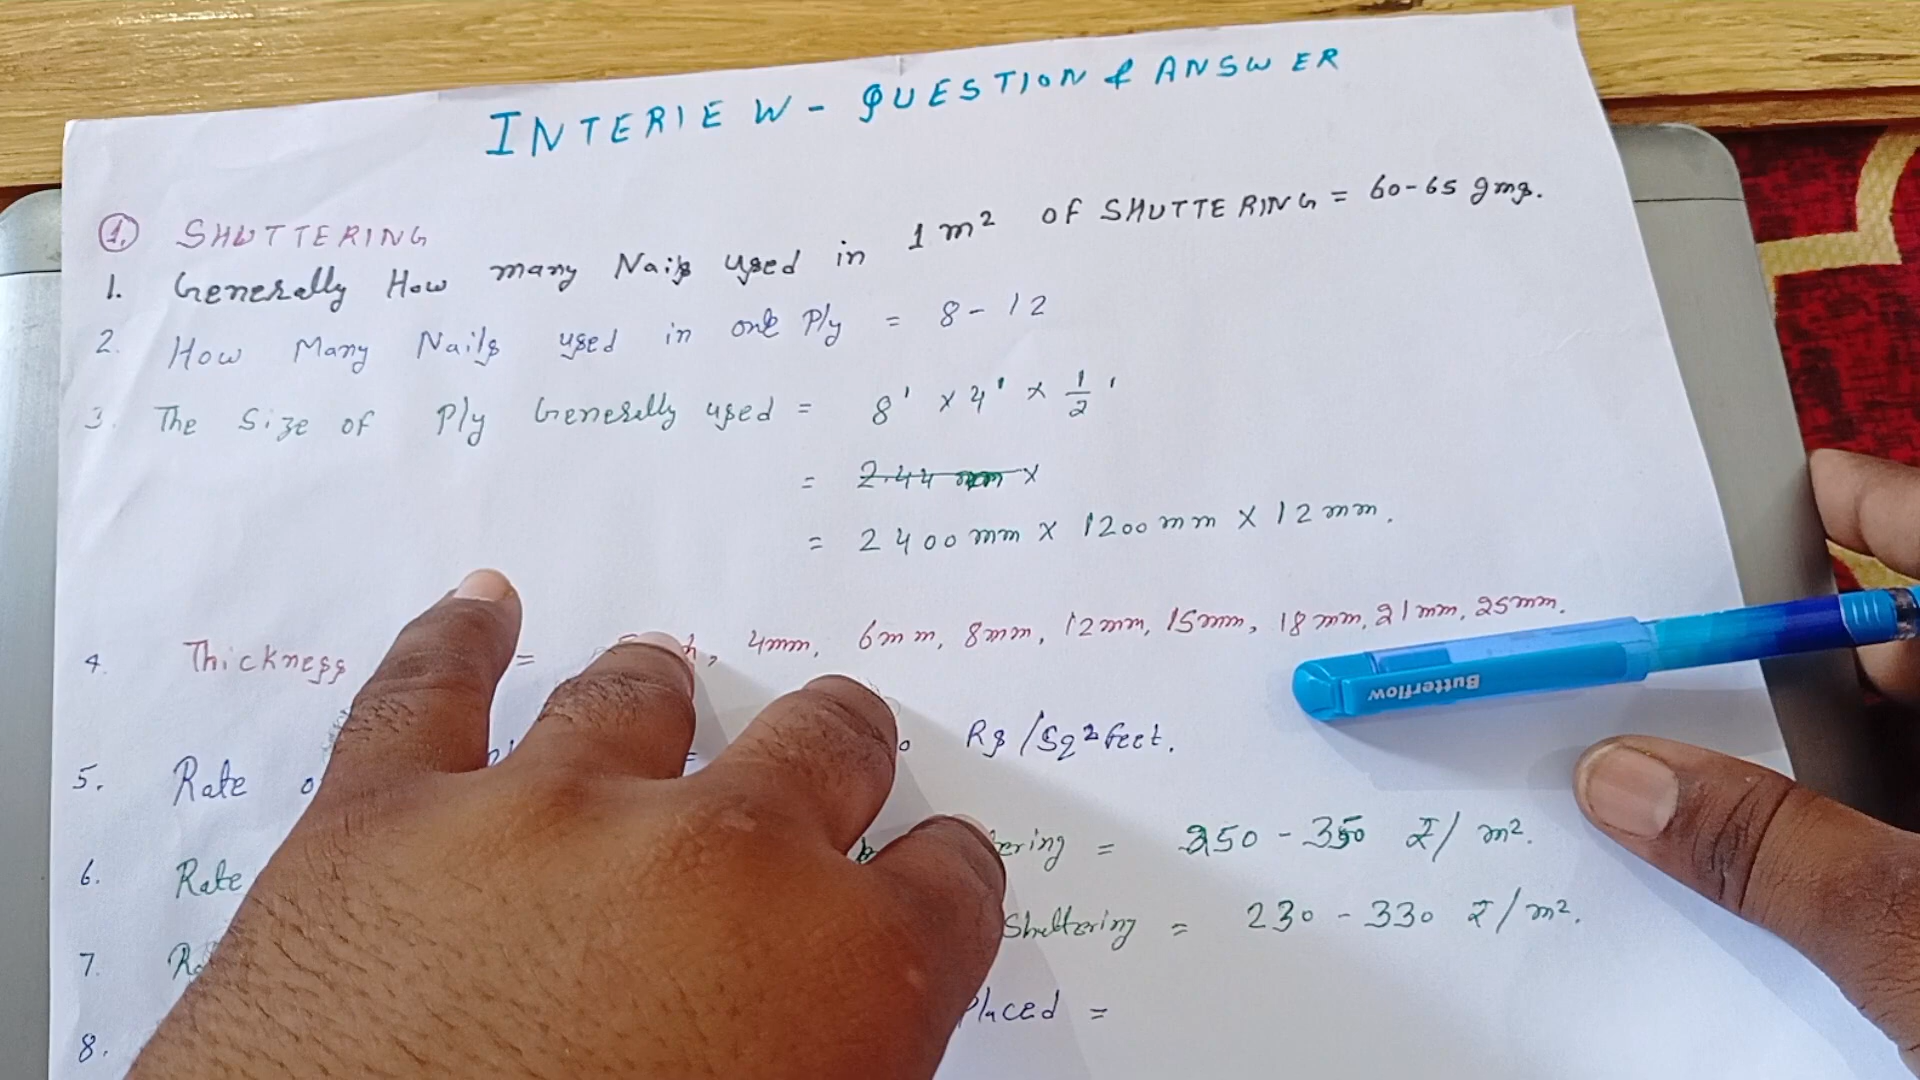 INTERIEW - QUESTION & ANSWER
1. SHUTTERING
1. Generally How many Nails used in 1 m² OF SHUTTERING = 60-65 gms.
2. How Many Nails used in one Ply = 8 - 12
3. The Size of Ply Generally used = 8' x 4' x 1/2'
= 2.44 mm x
= 2400 mm x 1200 mm x 12 mm.
4. Thickness = , 4mm, 6mm, 8mm, 12mm, 15mm, 18mm, 21mm, 25mm.
5. Rate = Rs/Sq2feet.
6. Rate = 250 - 350 ₹/m².
7. Shuttering = 230 - 330 ₹/m².
8. Placed =
Butterflow